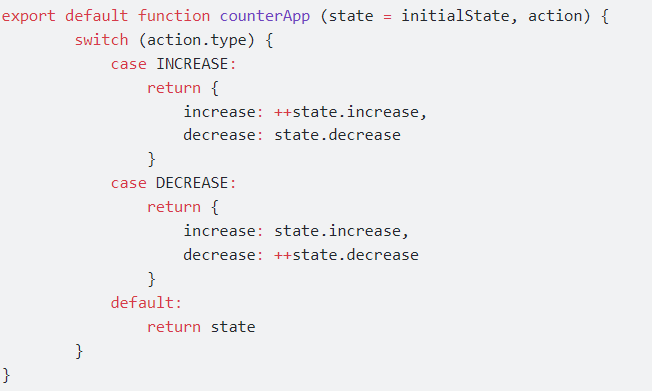 export default function counterApp (state = initialState, action) {
        switch (action.type) {
            case INCREASE:
                return {
                    increase: ++state.increase,
                    decrease: state.decrease
                }
            case DECREASE:
                return {
                    increase: state.increase,
                    decrease: ++state.decrease
                }
            default:
                return state
        }
}